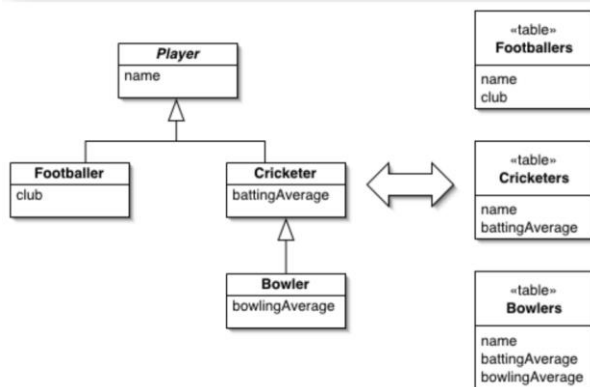 Player
name
Footballer
club
Cricketer
battingAverage
Bowler
bowlingAverage
«table»
Footballers
name
club
«table»
Cricketers
name
battingAverage
«table»
Bowlers
name
battingAverage
bowlingAverage